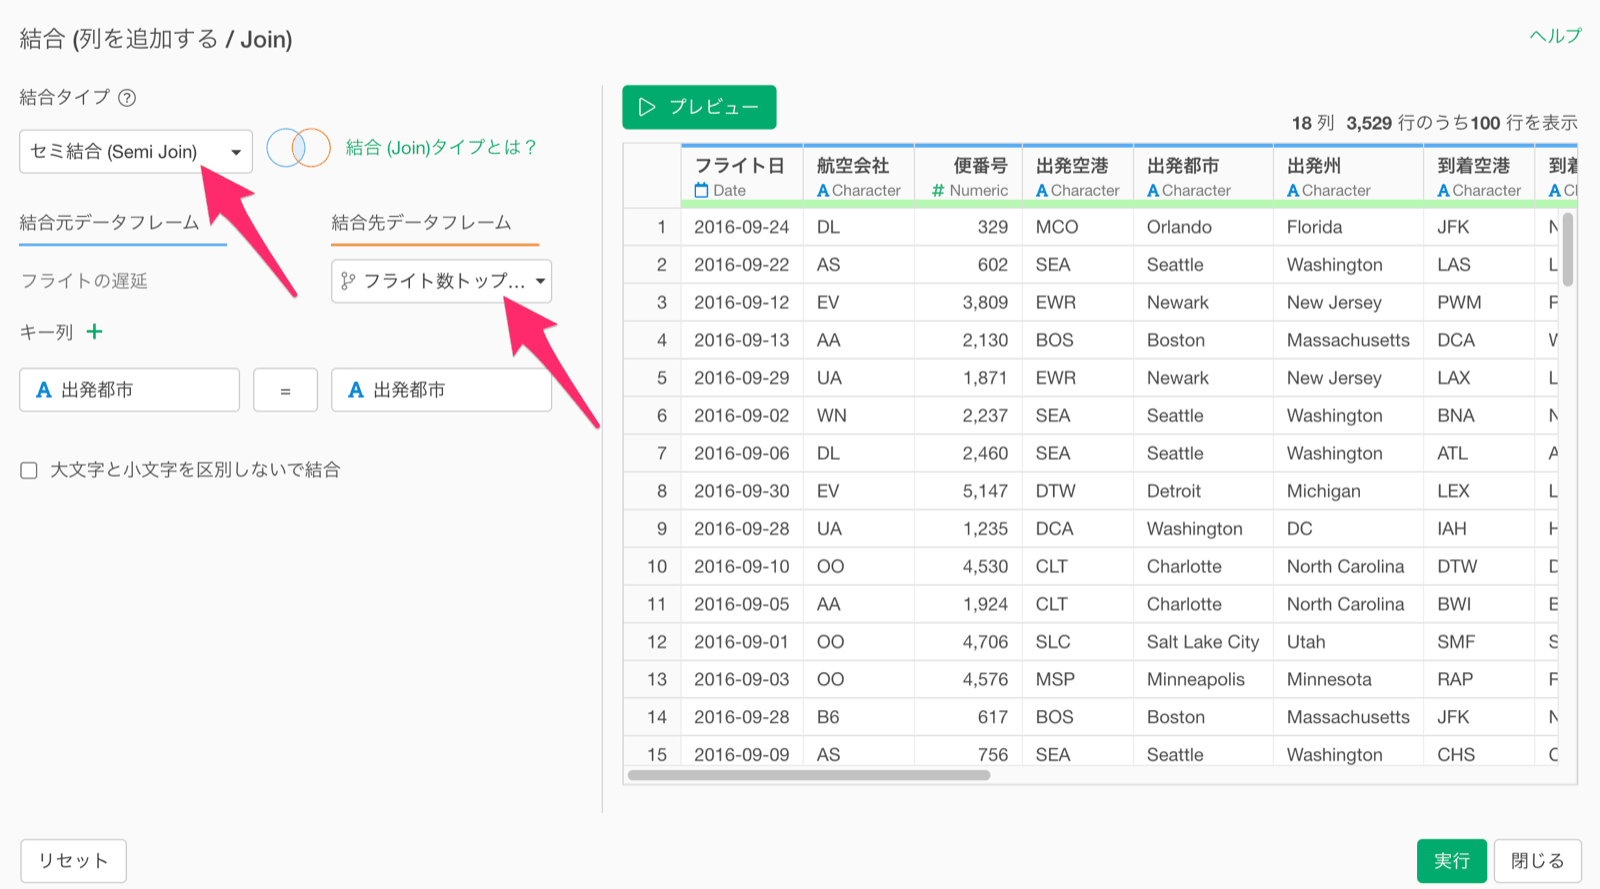 結合 (列を追加する / Join)
ヘルプ
結合タイプ ?
セミ結合 (Semi Join)
結合 (Join)タイプとは？
結合元データフレーム
結合先データフレーム
フライトの遅延
フライト数トップ...
キー列 +
A 出発都市 = A 出発都市
大文字と小文字を区別しないで結合
プレビュー
18 列 3,529 行のうち100 行を表示
フライト日 航空会社 便番号 出発空港 出発都市 出発州 到着空港
Date A Character # Numeric A Character A Character A Character A Character A
1 2016-09-24 DL 329 MCO Orlando Florida JFK
2 2016-09-22 AS 602 SEA Seattle Washington LAS
3 2016-09-12 EV 3,809 EWR Newark New Jersey PWM
4 2016-09-13 AA 2,130 BOS Boston Massachusetts DCA
5 2016-09-29 UA 1,871 EWR Newark New Jersey LAX
6 2016-09-02 WN 2,237 SEA Seattle Washington BNA
7 2016-09-06 DL 2,460 SEA Seattle Washington ATL
8 2016-09-30 EV 5,147 DTW Detroit Michigan LEX
9 2016-09-28 UA 1,235 DCA Washington DC IAH
10 2016-09-10 OO 4,530 CLT Charlotte North Carolina DTW
11 2016-09-05 AA 1,924 CLT Charlotte North Carolina BWI
12 2016-09-01 OO 4,706 SLC Salt Lake City Utah SMF
13 2016-09-03 OO 4,576 MSP Minneapolis Minnesota RAP
14 2016-09-28 B6 617 BOS Boston Massachusetts JFK
15 2016-09-09 AS 756 SEA Seattle Washington CHS
リセット
実行
閉じる